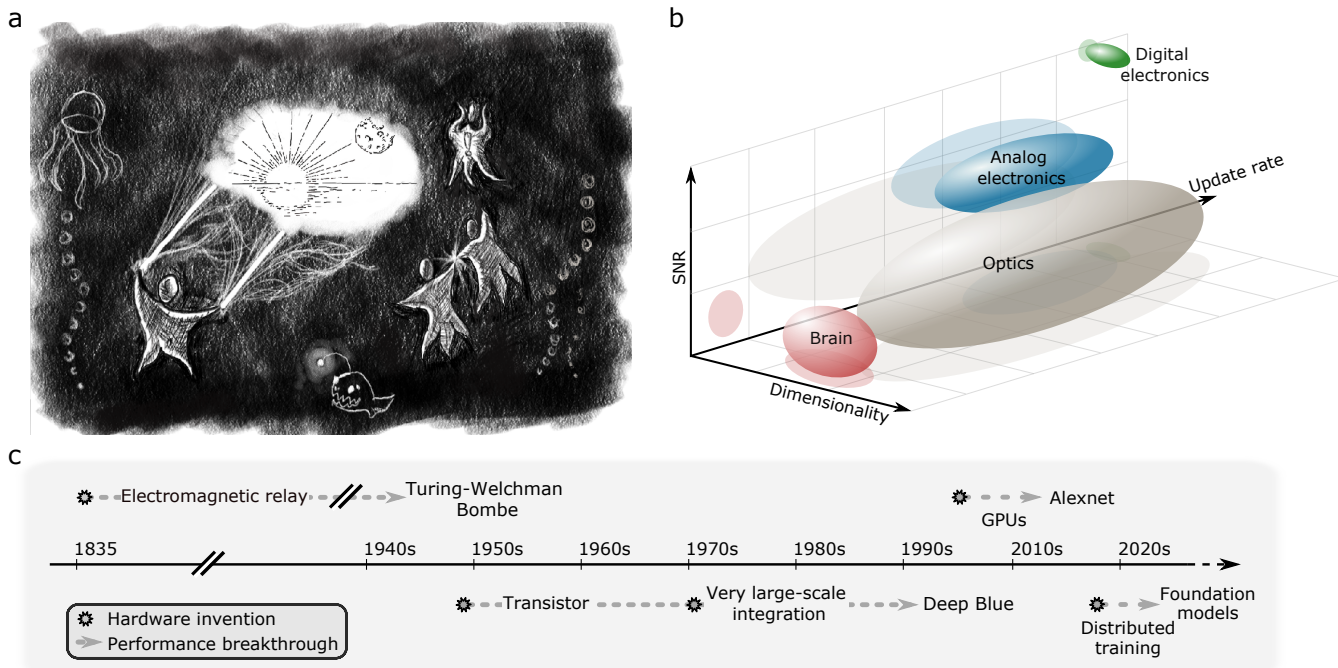 a
b
Digital
electronics
Analog
electronics
Update rate
Optics
SNR
Brain
Dimensionality
c
Electromagnetic relay
Turing-Welchman
Bombe
Alexnet
GPUs
1835
1940s
1950s
1960s
1970s
1980s
1990s
2010s
2020s
Transistor
Very large-scale
integration
Deep Blue
Foundation
models
Distributed
training
Hardware invention
Performance breakthrough